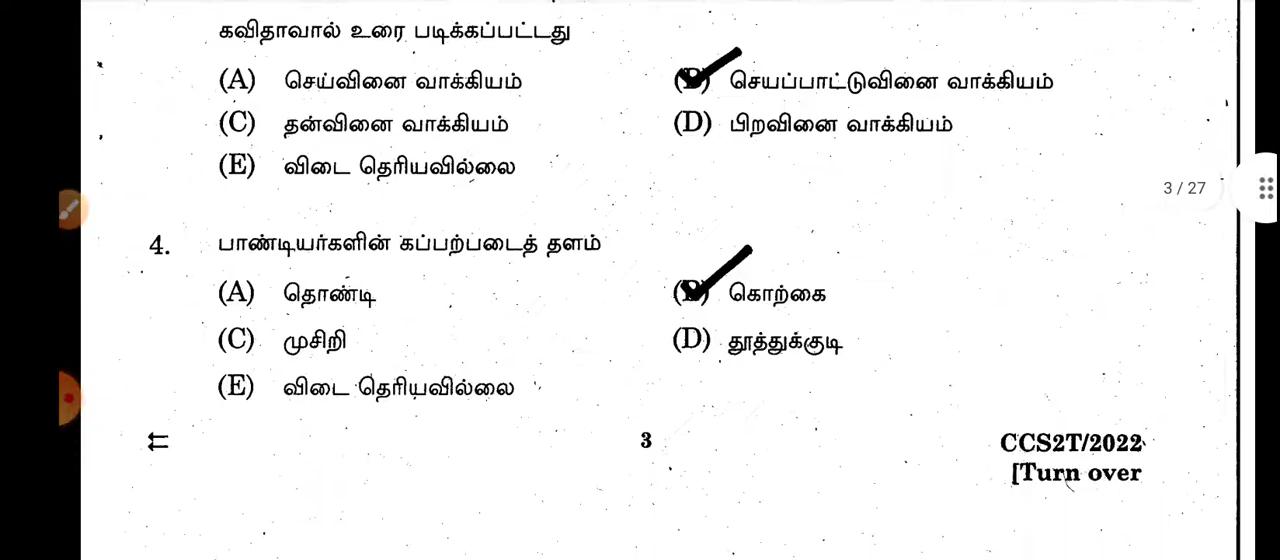 கவிதாவால் உரை படிக்கப்பட்டது
(A) செய்வினை வாக்கியம்
(B) செயப்பாட்டுவினை வாக்கியம்
(C) தன்வினை வாக்கியம்
(D) பிறவினை வாக்கியம்
(E) விடை தெரியவில்லை
3 / 27
4. பாண்டியர்களின் கப்பற்படைத் தளம்
(A) தொண்டி
(B) கொற்கை
(C) முசிறி
(D) தூத்துக்குடி
(E) விடை தெரியவில்லை
3
CCS2T/2022
[Turn over